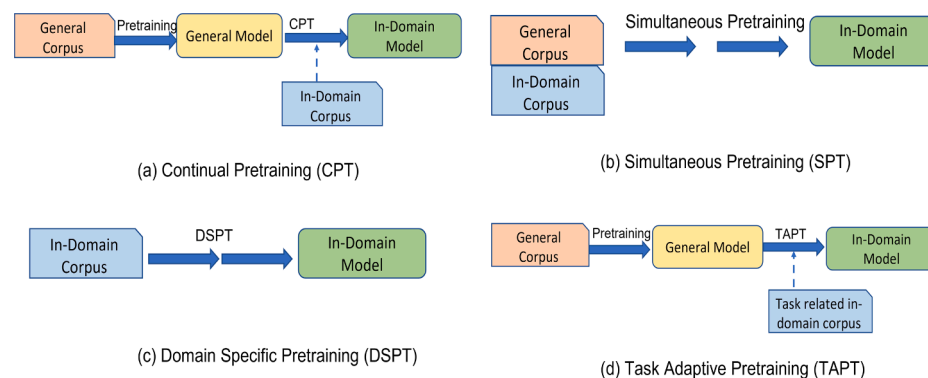 General
Corpus
Pretraining
General Model
CPT
In-Domain
Model
In-Domain
Corpus
(a) Continual Pretraining (CPT)
General
Corpus
In-Domain
Corpus
Simultaneous Pretraining
In-Domain
Model
(b) Simultaneous Pretraining (SPT)
In-Domain
Corpus
DSPT
In-Domain
Model
(c) Domain Specific Pretraining (DSPT)
General
Corpus
Pretraining
General Model
TAPT
In-Domain
Model
Task related in-
domain corpus
(d) Task Adaptive Pretraining (TAPT)